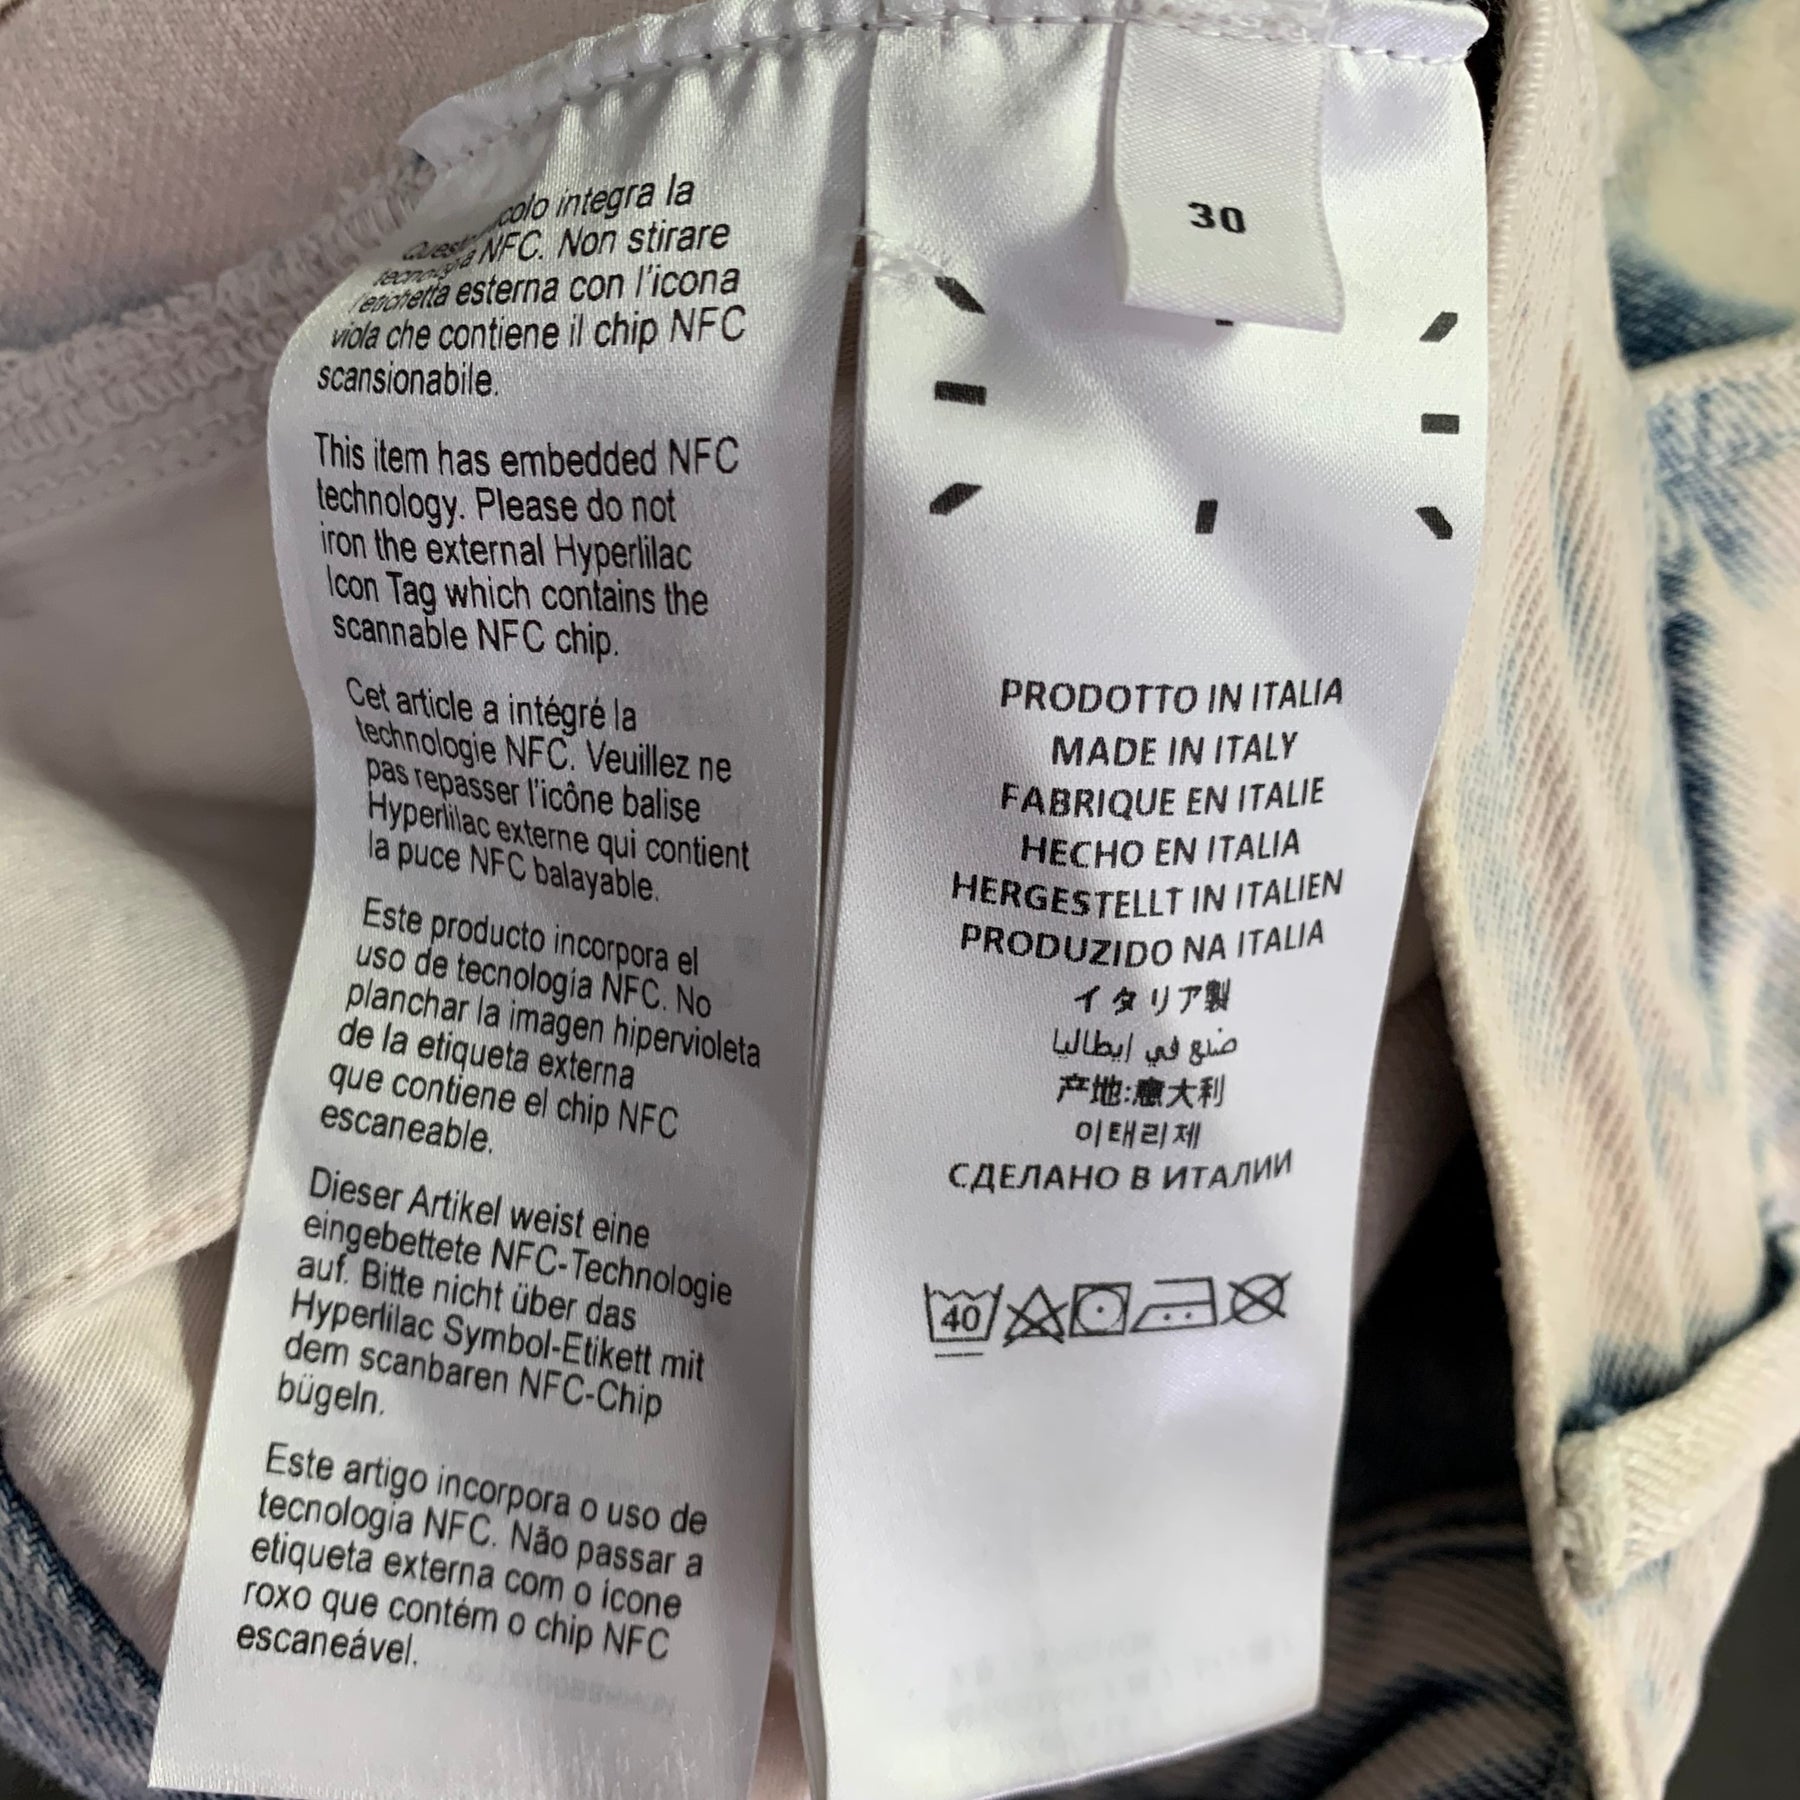 Questo articolo integra la
tecnologia NFC. Non stirare
l'etichetta esterna con l'icona
viola che contiene il chip NFC
scansionabile.
This item has embedded NFC
technology. Please do not
iron the external Hyperlilac
Icon Tag which contains the
scannable NFC chip.
Cet article a intégré la
technologie NFC. Veuillez ne
pas repasser l'icône balise
Hyperlilac externe qui contient
la puce NFC balayable.
Este producto incorpora el
uso de tecnología NFC. No
planchar la imagen hipervioleta
de la etiqueta externa
que contiene el chip NFC
escaneable.
Dieser Artikel weist eine
eingebettete NFC-Technologie
auf. Bitte nicht über das
Hyperlilac Symbol-Etikett mit
dem scanbaren NFC-Chip
bügeln.
Este artigo incorpora o uso de
tecnologia NFC. Não passar a
etiqueta externa com o ícone
roxo que contém o chip NFC
escaneável.
30
PRODOTTO IN ITALIA
MADE IN ITALY
FABRIQUE EN ITALIE
HECHO EN ITALIA
HERGESTELLT IN ITALIEN
PRODUZIDO NA ITALIA
イタリア製
صنع في إيطاليا
产地:意大利
이태리제
СДЕЛАНО В ИТАЛИИ
40